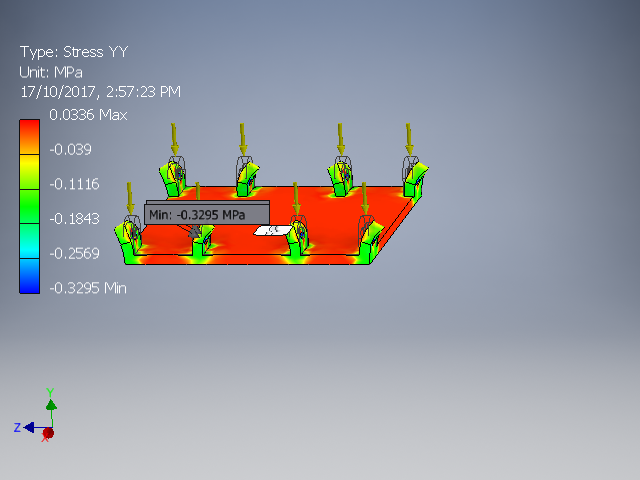 Type: Stress YY
Unit: MPa
17/10/2017, 2:57:23 PM
0.0336 Max
-0.039
-0.1116
-0.1843
-0.2569
-0.3295 Min
Min: -0.3295 MPa
Y
Z
X